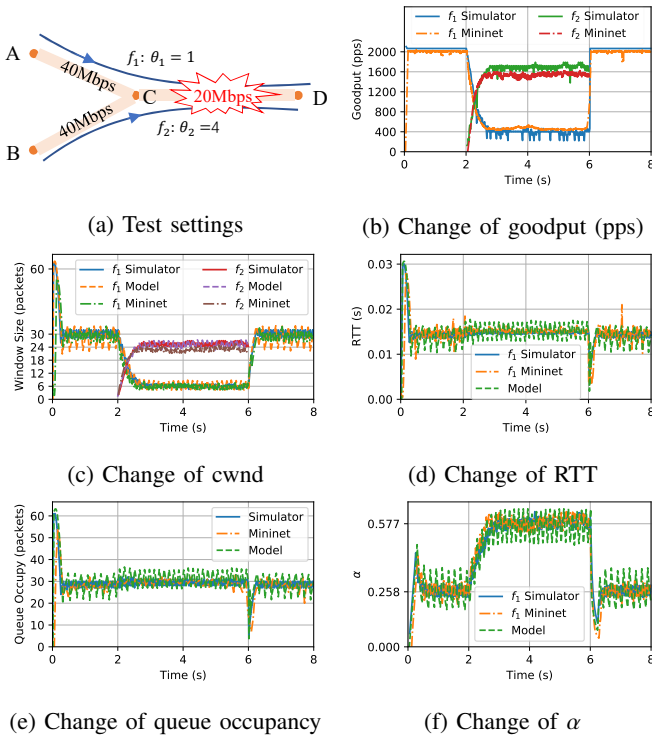 A
B
C
D
40Mbps
40Mbps
20Mbps
f₁: θ₁ = 1
f₂: θ₂ =4
(a) Test settings
f₁ Simulator
f₁ Mininet
f₂ Simulator
f₂ Mininet
Goodput (pps)
2000
1600
1200
800
400
0
0 2 4 6 8
Time (s)
(b) Change of goodput (pps)
f₁ Simulator
f₁ Model
f₁ Mininet
f₂ Simulator
f₂ Model
f₂ Mininet
Window Size (packets)
60
30
24
12
6
0
0 2 4 6 8
Time (s)
(c) Change of cwnd
RTT (s)
0.03
0.02
0.01
0.00
f₁ Simulator
f₁ Mininet
Model
0 2 4 6 8
Time (s)
(d) Change of RTT
Queue Occupy (packets)
60
50
40
30
20
10
0
Simulator
Mininet
Model
0 2 4 6 8
Time (s)
(e) Change of queue occupancy
α
0.577
0.258
0.000
f₁ Simulator
f₁ Mininet
Model
0 2 4 6 8
Time (s)
(f) Change of α